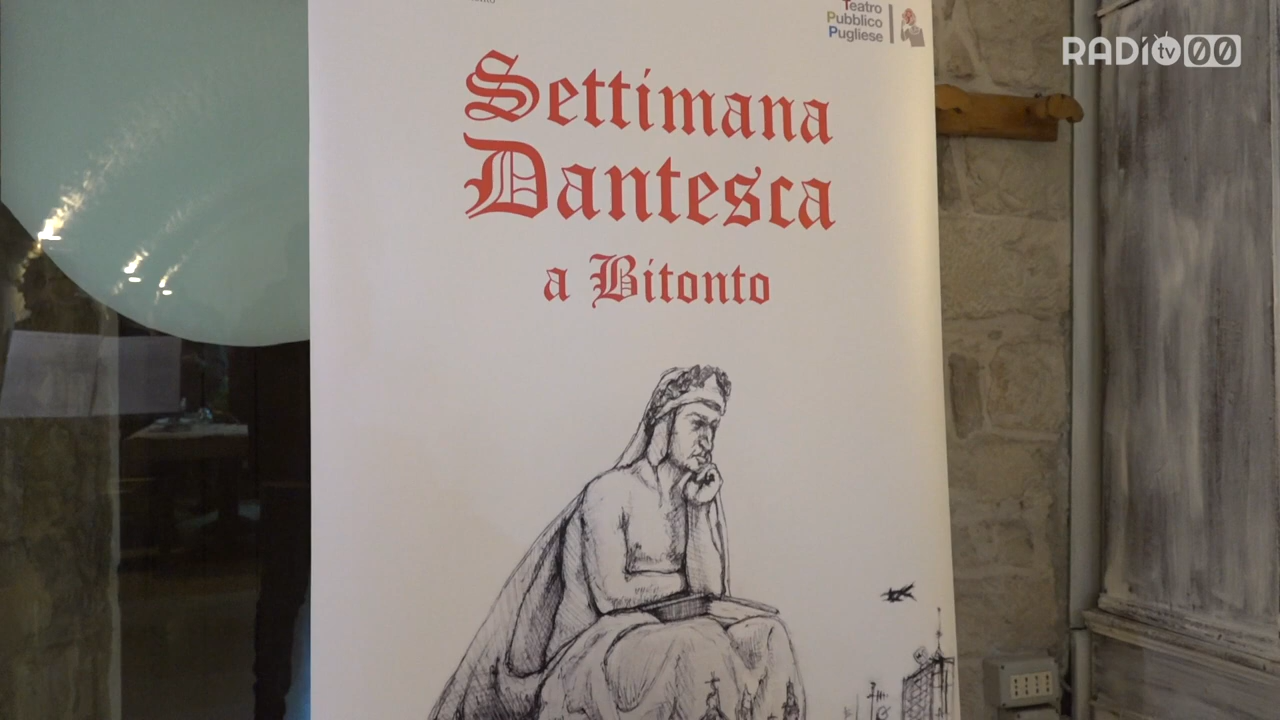 Teatro
Pubblico
Pugliese
RADIO tv 00
Settimana
Dantesca
a Bitonto